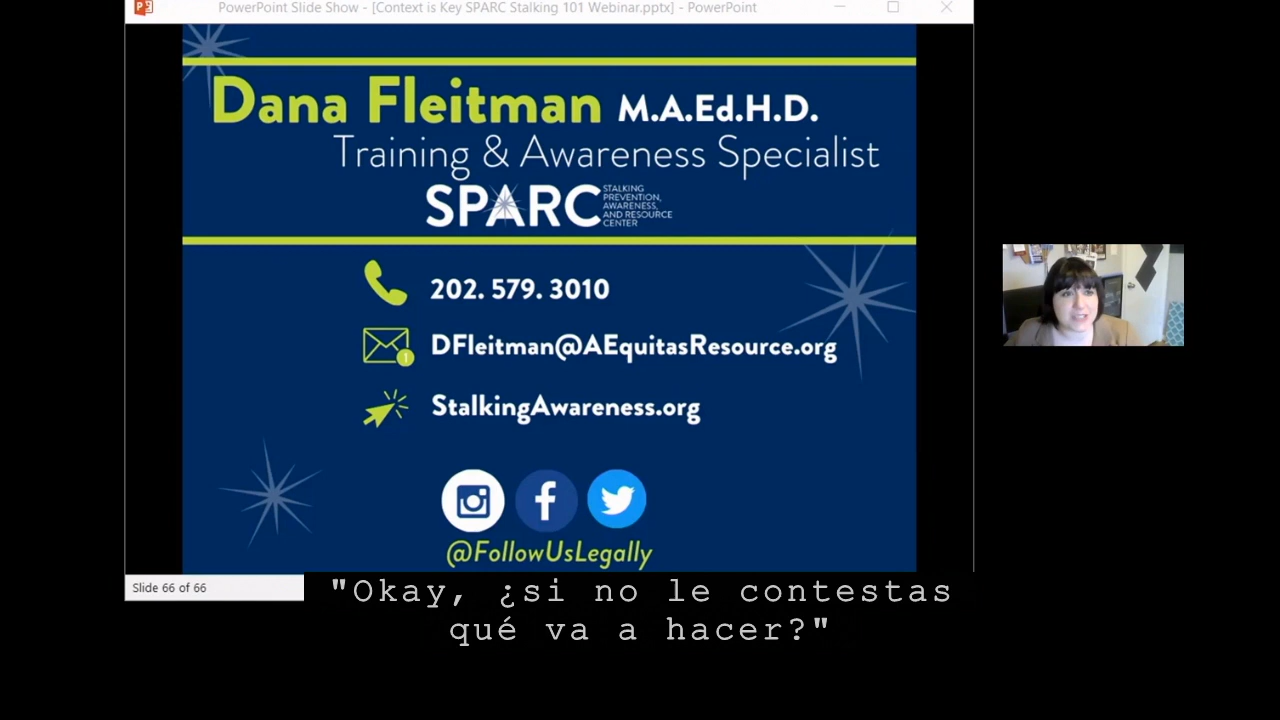 PowerPoint Slide Show - [Context is Key SPARC Stalking 101 Webinar.pptx] - PowerPoint
Dana Fleitman M.A.Ed.H.D.
Training & Awareness Specialist
SPARC
STALKING
PREVENTION,
AWARENESS,
AND RESOURCE
CENTER
202. 579. 3010
1
DFleitman@AEquitasResource.org
StalkingAwareness.org
@FollowUsLegally
Slide 66 of 66
"Okay, ¿si no le contestas
qué va a hacer?"